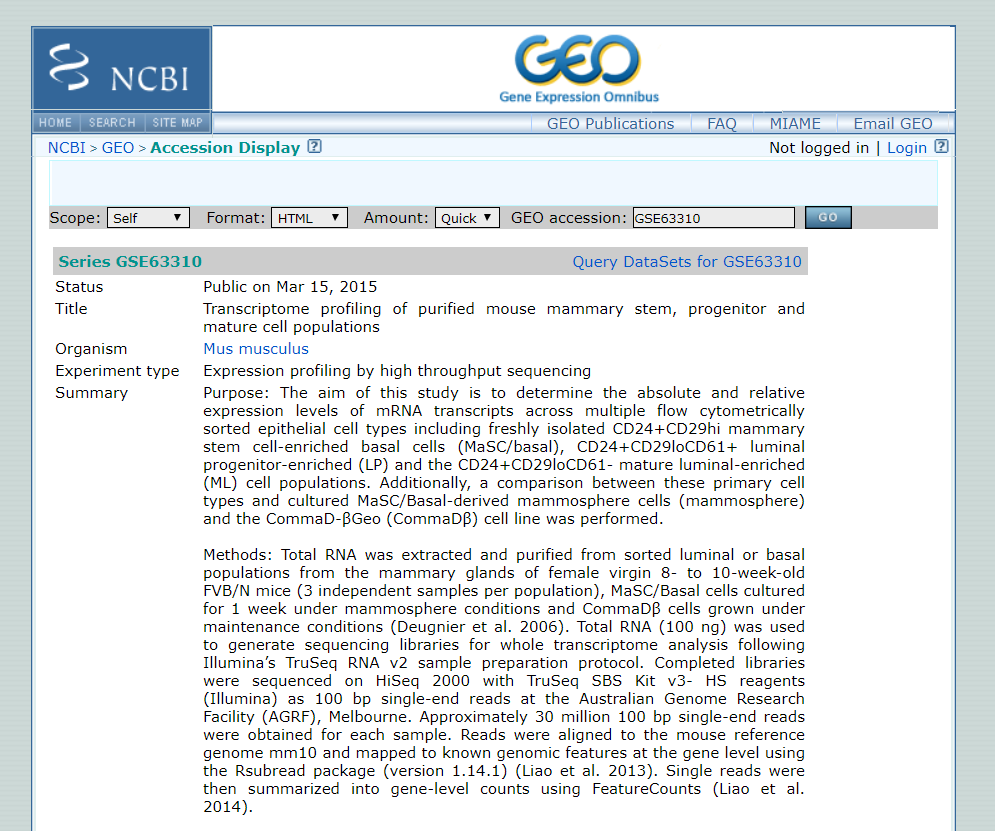 NCBI
GEO
Gene Expression Omnibus
HOME SEARCH SITE MAP
GEO Publications FAQ MIAME Email GEO
NCBI > GEO > Accession Display ?
Not logged in | Login ?
Scope: Self Format: HTML Amount: Quick GEO accession: GSE63310 GO
Series GSE63310 Query DataSets for GSE63310
Status Public on Mar 15, 2015
Title Transcriptome profiling of purified mouse mammary stem, progenitor and
mature cell populations
Organism Mus musculus
Experiment type Expression profiling by high throughput sequencing
Summary Purpose: The aim of this study is to determine the absolute and relative
expression levels of mRNA transcripts across multiple flow cytometrically
sorted epithelial cell types including freshly isolated CD24+CD29hi mammary
stem cell-enriched basal cells (MaSC/basal), CD24+CD29loCD61+ luminal
progenitor-enriched (LP) and the CD24+CD29loCD61- mature luminal-enriched
(ML) cell populations. Additionally, a comparison between these primary cell
types and cultured MaSC/Basal-derived mammosphere cells (mammosphere)
and the CommaD-βGeo (CommaDβ) cell line was performed.
Methods: Total RNA was extracted and purified from sorted luminal or basal
populations from the mammary glands of female virgin 8- to 10-week-old
FVB/N mice (3 independent samples per population), MaSC/Basal cells cultured
for 1 week under mammosphere conditions and CommaDβ cells grown under
maintenance conditions (Deugnier et al. 2006). Total RNA (100 ng) was used
to generate sequencing libraries for whole transcriptome analysis following
Illumina’s TruSeq RNA v2 sample preparation protocol. Completed libraries
were sequenced on HiSeq 2000 with TruSeq SBS Kit v3- HS reagents
(Illumina) as 100 bp single-end reads at the Australian Genome Research
Facility (AGRF), Melbourne. Approximately 30 million 100 bp single-end reads
were obtained for each sample. Reads were aligned to the mouse reference
genome mm10 and mapped to known genomic features at the gene level using
the Rsubread package (version 1.14.1) (Liao et al. 2013). Single reads were
then summarized into gene-level counts using FeatureCounts (Liao et al.
2014).